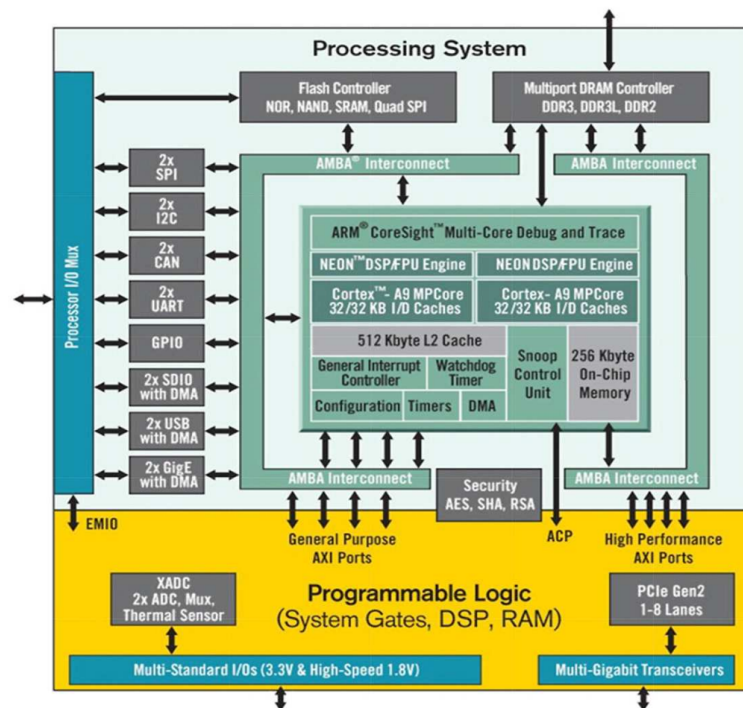 Processing System
Flash Controller
NOR, NAND, SRAM, Quad SPI
Multiport DRAM Controller
DDR3, DDR3L, DDR2
Processor I/O Mux
2x
SPI
2x
I2C
2x
CAN
2x
UART
GPIO
2x SDIO
with DMA
2x USB
with DMA
2x GigE
with DMA
AMBA® Interconnect
AMBA Interconnect
ARM® CoreSight™ Multi-Core Debug and Trace
NEON™ DSP/FPU Engine
NEON DSP/FPU Engine
Cortex™- A9 MPCore
32/32 KB I/D Caches
Cortex- A9 MPCore
32/32 KB I/D Caches
512 Kbyte L2 Cache
General Interrupt
Controller
Watchdog
Timer
Configuration
Timers
DMA
Snoop
Control
Unit
256 Kbyte
On-Chip
Memory
AMBA Interconnect
AMBA Interconnect
Security
AES, SHA, RSA
EMIO
General Purpose
AXI Ports
ACP
High Performance
AXI Ports
XADC
2x ADC, Mux,
Thermal Sensor
Programmable Logic
(System Gates, DSP, RAM)
PCIe Gen2
1-8 Lanes
Multi-Standard I/Os (3.3V & High-Speed 1.8V)
Multi-Gigabit Transceivers